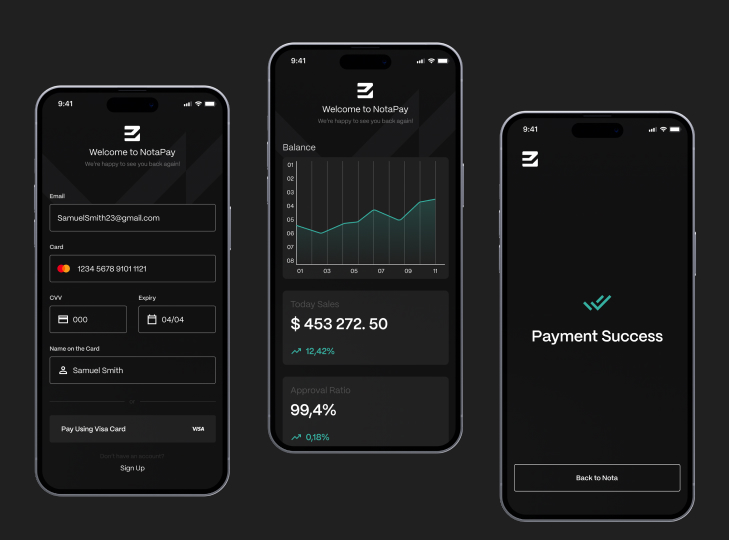 9:41
Welcome to NotaPay
We're happy to see you back again!
Email
SamuelSmith23@gmail.com
Card
1234 5678 9101 1121
CVV
Expiry
000
04/04
Name on the Card
Samuel Smith
or
Pay Using Visa Card
VISA
Don't have an account?
Sign Up
9:41
Welcome to NotaPay
We're happy to see you back again!
Balance
01
02
03
04
05
06
07
08
01 03 05 07 09 11
Today Sales
$ 453 272. 50
12,42%
Approval Ratio
99,4%
0,18%
9:41
Payment Success
Back to Nota